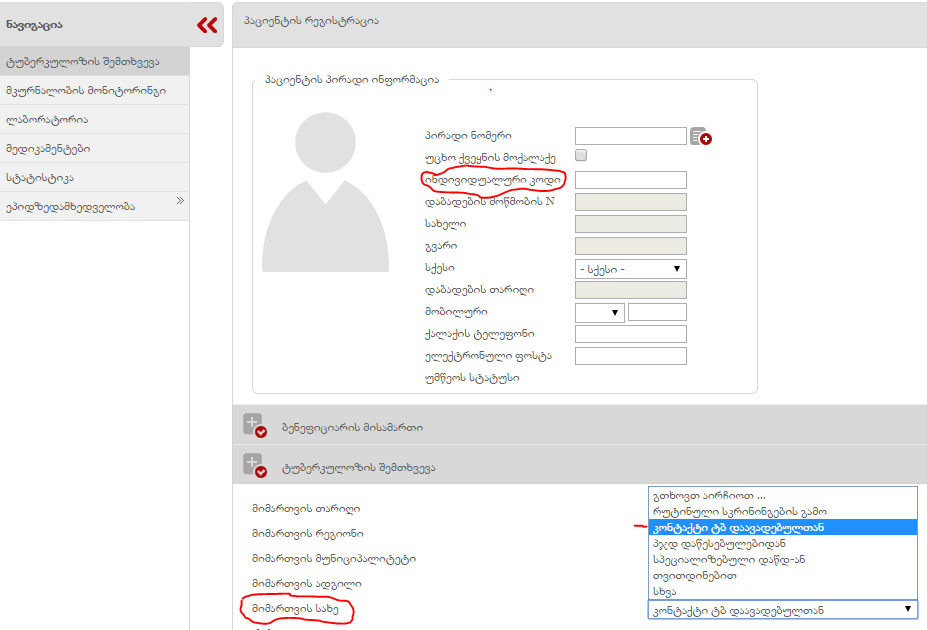 ნავიგაცია
ტუბერკულოზის შემთხვევა
მკურნალობის მონიტორინგი
ლაბორატორია
მედიკამენტები
სტატისტიკა
ეპიდზედამხედველობა
პაციენტის რეგისტრაცია
პაციენტის პირადი ინფორმაცია
პირადი ნომერი
უცხო ქვეყნის მოქალაქე
ინდივიდუალური კოდი
დაბადების მოწმობის N
სახელი
გვარი
სქესი - სქესი -
დაბადების თარიღი
მობილური
ქალაქის ტელეფონი
ელექტრონული ფოსტა
უმწეოს სტატუსი
ბენეფიციარის მისამართი
ტუბერკულოზის შემთხვევა
მიმართვის თარიღი
მიმართვის რეგიონი
მიმართვის მუნიციპალიტეტი
მიმართვის ადგილი
მიმართვის სახე
გთხოვთ აირჩიოთ ...
რუტინული სკრინინგების გამო
კონტაქტი ტბ დაავადებულთან
პჯდ დაწესებულებიდან
სპეციალიზებული დაწდ-ან
თვითდინებით
სხვა
კონტაქტი ტბ დაავადებულთან